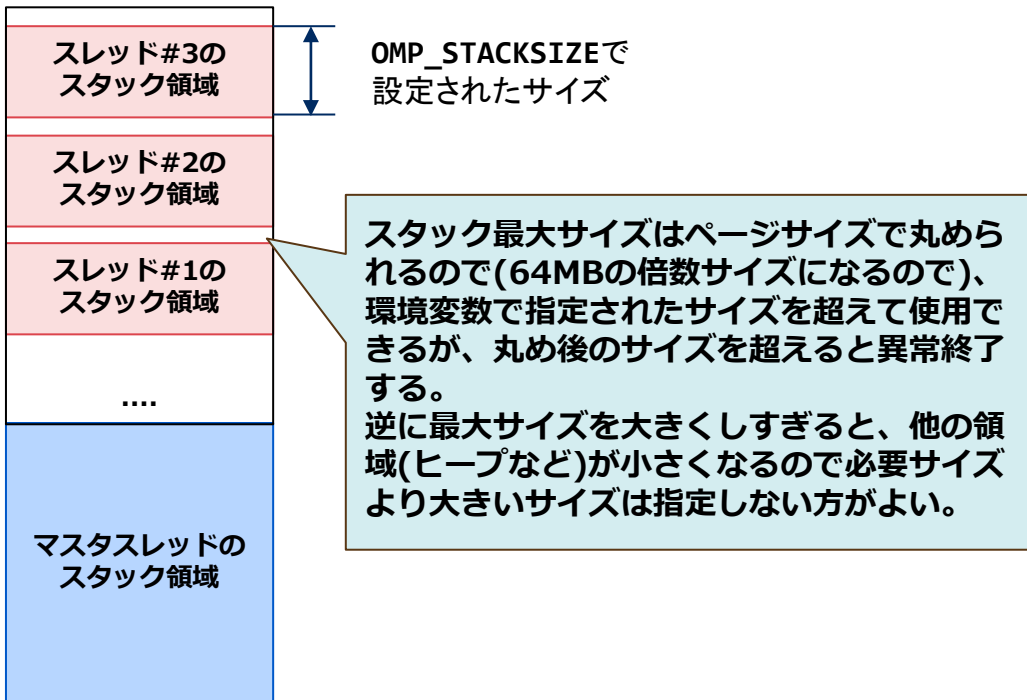 スレッド#3の
スタック領域
OMP_STACKSIZEで
設定されたサイズ
スレッド#2の
スタック領域
スレッド#1の
スタック領域
スタック最大サイズはページサイズで丸めら
れるので(64MBの倍数サイズになるので)、
環境変数で指定されたサイズを超えて使用で
きるが、丸め後のサイズを超えると異常終了
する。
逆に最大サイズを大きくしすぎると、他の領
域(ヒープなど)が小さくなるので必要サイズ
より大きいサイズは指定しない方がよい。
....
マスタスレッドの
スタック領域